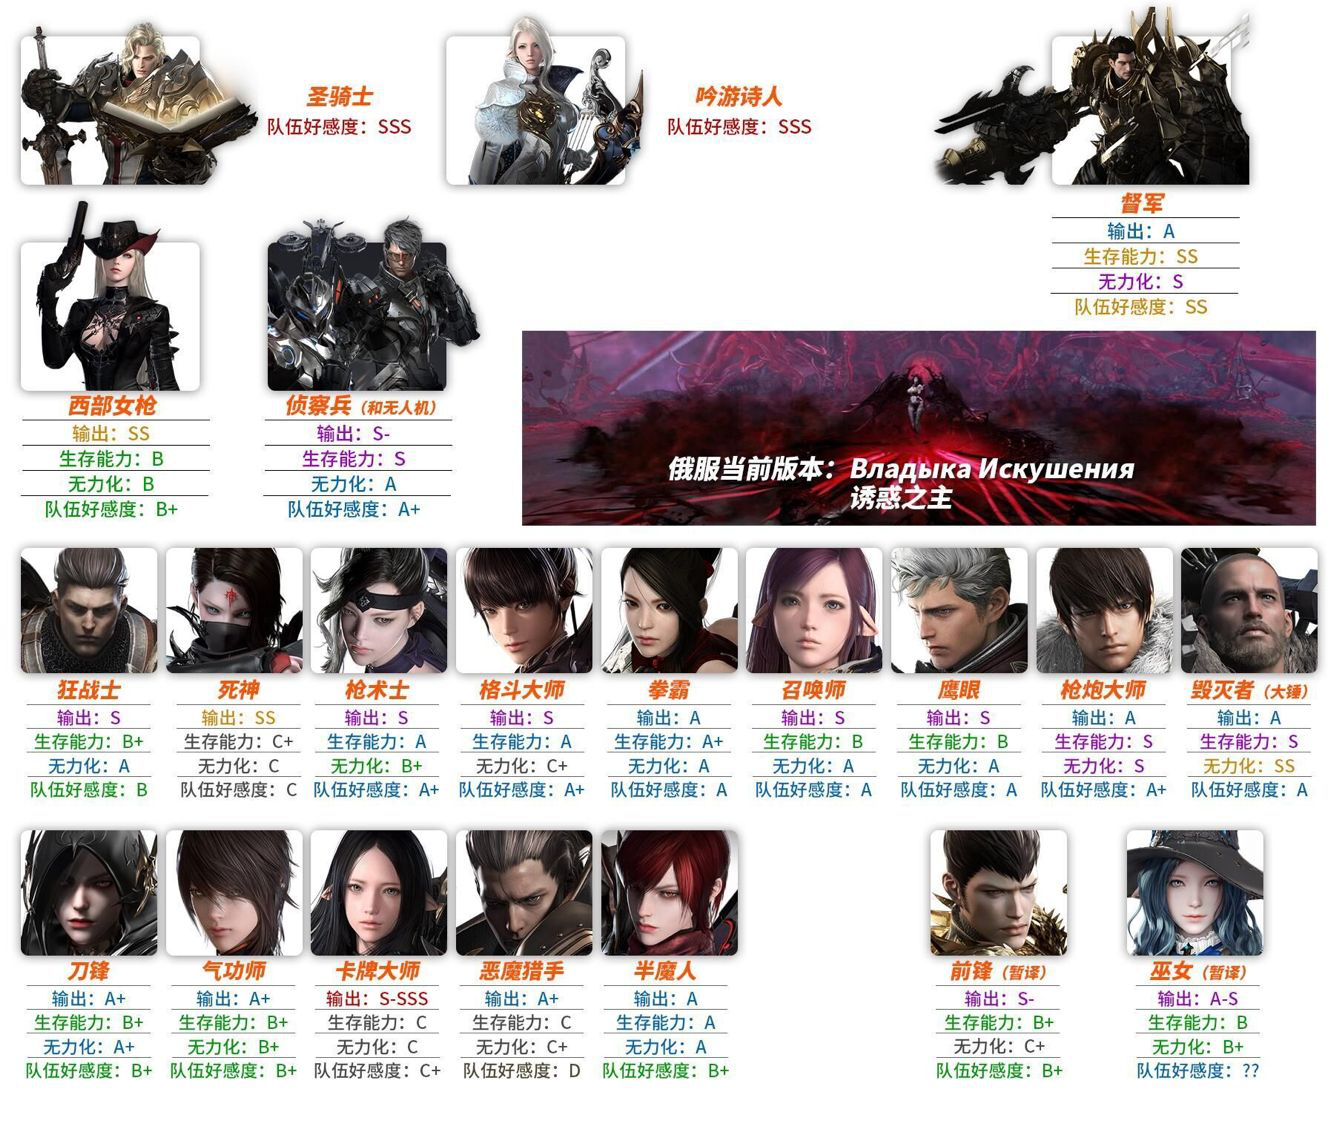 圣骑士
队伍好感度：SSS
吟游诗人
队伍好感度：SSS
督军
输出：A
生存能力：SS
无力化：S
队伍好感度：SS
西部女枪
输出：SS
生存能力：B
无力化：B
队伍好感度：B+
侦察兵（和无人机）
输出：S-
生存能力：S
无力化：A
队伍好感度：A+
俄服当前版本：Владыка Искушения
诱惑之主
狂战士
输出：S
生存能力：B+
无力化：A
队伍好感度：B
死神
输出：SS
生存能力：C+
无力化：C
队伍好感度：C
枪术士
输出：S
生存能力：A
无力化：B+
队伍好感度：A+
格斗大师
输出：S
生存能力：A
无力化：C+
队伍好感度：A+
拳霸
输出：A
生存能力：A+
无力化：A
队伍好感度：A
召唤师
输出：S
生存能力：B
无力化：A
队伍好感度：A
鹰眼
输出：S
生存能力：B
无力化：A
队伍好感度：A
枪炮大师
输出：A
生存能力：S
无力化：S
队伍好感度：A+
毁灭者（大锤）
输出：A
生存能力：S
无力化：SS
队伍好感度：A
刀锋
输出：A+
生存能力：B+
无力化：A+
队伍好感度：B+
气功师
输出：A+
生存能力：B+
无力化：B+
队伍好感度：B+
卡牌大师
输出：S-SSS
生存能力：C
无力化：C
队伍好感度：C+
恶魔猎手
输出：A+
生存能力：C
无力化：C+
队伍好感度：D
半魔人
输出：A
生存能力：A
无力化：A
队伍好感度：B+
前锋（暂译）
输出：S-
生存能力：B+
无力化：C+
队伍好感度：B+
巫女（暂译）
输出：A-S
生存能力：B
无力化：B+
队伍好感度：??